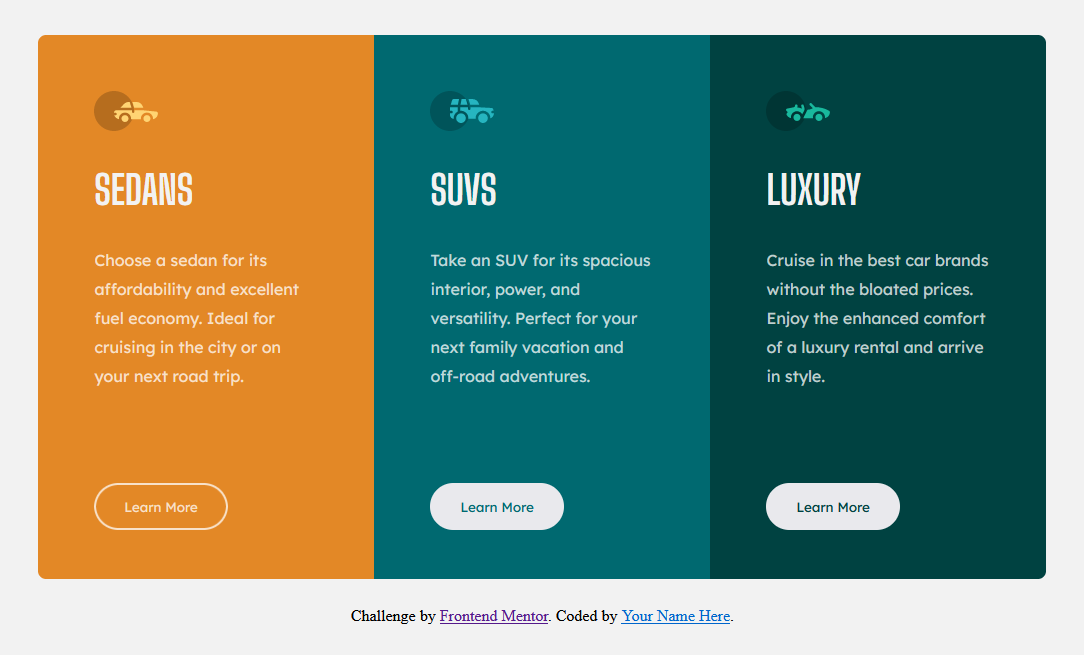 SEDANS
Choose a sedan for its
affordability and excellent
fuel economy. Ideal for
cruising in the city or on
your next road trip.
Learn More
SUVS
Take an SUV for its spacious
interior, power, and
versatility. Perfect for your
next family vacation and
off-road adventures.
Learn More
LUXURY
Cruise in the best car brands
without the bloated prices.
Enjoy the enhanced comfort
of a luxury rental and arrive
in style.
Learn More
Challenge by Frontend Mentor. Coded by Your Name Here.